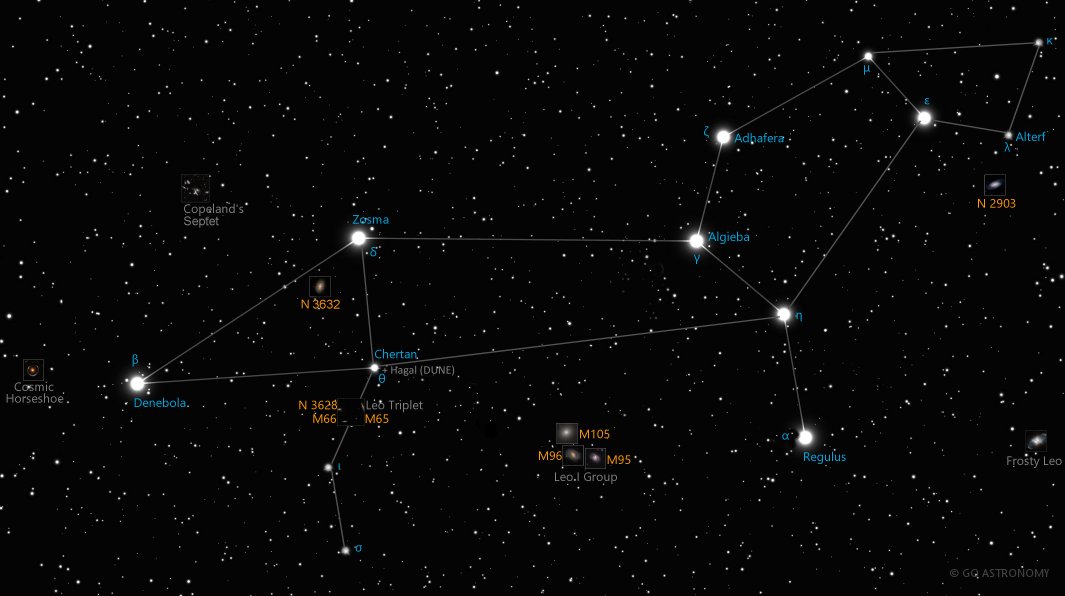 κ
μ
ε
ζ
Adhafera
Alterf
λ
N 2903
Copeland's
Septet
Zosma
δ
Algieba
γ
N 3632
η
β
Chertan
+ Hagal (DUNE)
θ
Cosmic
Horseshoe
Denebola
N 3628
Leo Triplet
M66
M65
M105
α
M96
M95
Regulus
Frosty Leo
ι
Leo I Group
σ
© GO ASTRONOMY